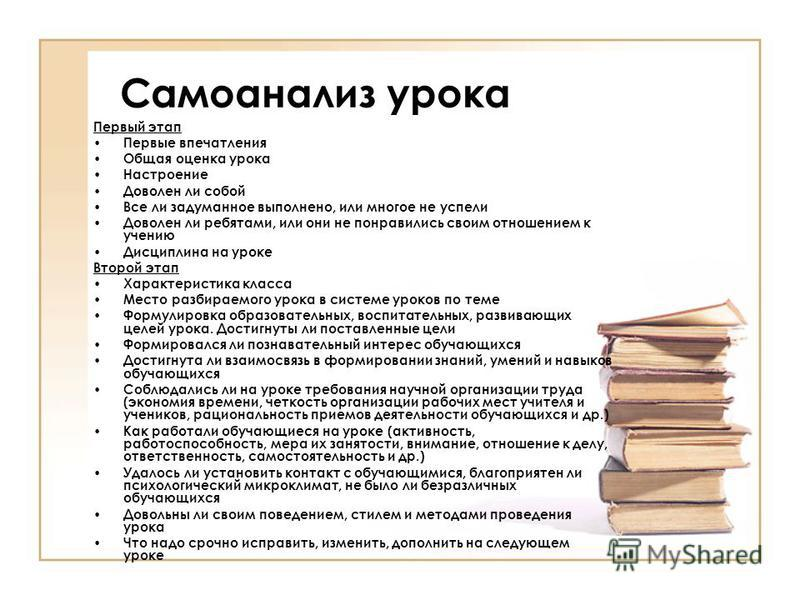 Самоанализ урока
Первый этап
• Первые впечатления
• Общая оценка урока
• Настроение
• Доволен ли собой
• Все ли задуманное выполнено, или многое не успели
• Доволен ли ребятами, или они не понравились своим отношением к
учению
• Дисциплина на уроке
Второй этап
• Характеристика класса
• Место разбираемого урока в системе уроков по теме
• Формулировка образовательных, воспитательных, развивающих
целей урока. Достигнуты ли поставленные цели
• Формировался ли познавательный интерес обучающихся
• Достигнута ли взаимосвязь в формировании знаний, умений и навыков
обучающихся
• Соблюдались ли на уроке требования научной организации труда
(экономия времени, четкость организации рабочих мест учителя и
учеников, рациональность приемов деятельности обучающихся и др.)
• Как работали обучающиеся на уроке (активность,
работоспособность, мера их занятости, внимание, отношение к делу,
ответственность, самостоятельность и др.)
• Удалось ли установить контакт с обучающимися, благоприятен ли
психологический микроклимат, не было ли безразличных
обучающихся
• Довольны ли своим поведением, стилем и методами проведения
урока
• Что надо срочно исправить, изменить, дополнить на следующем
уроке
MyShared